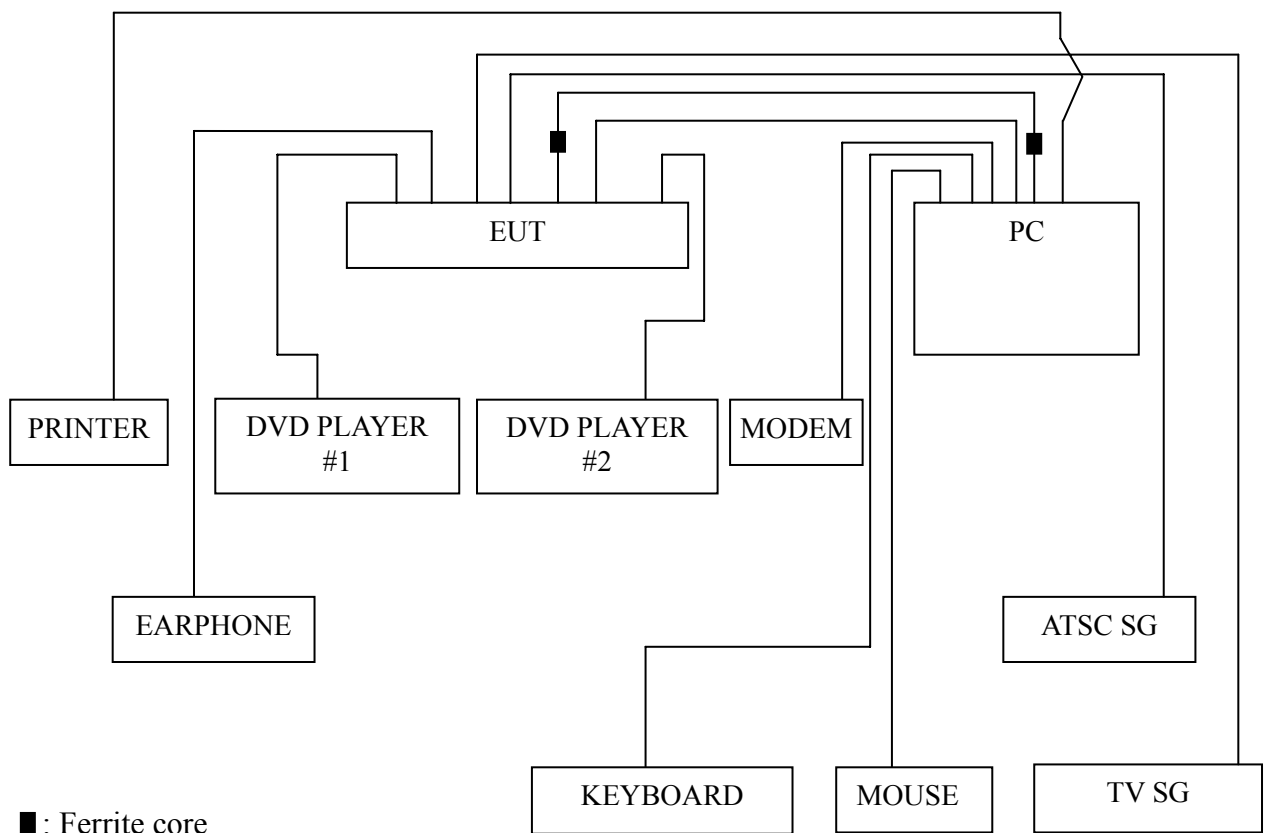 EUT
PC
PRINTER
DVD PLAYER
#1
DVD PLAYER
#2
MODEM
EARPHONE
ATSC SG
KEYBOARD
MOUSE
TV SG
■: Ferrite core